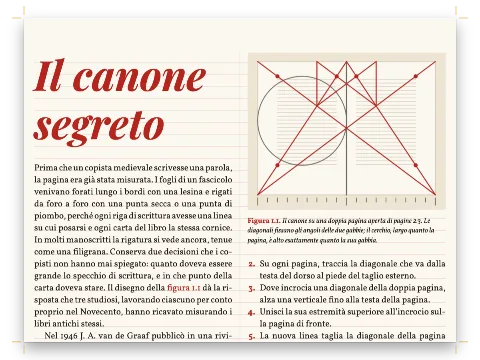 Il canone
segreto
Prima che un copista medievale scrivesse una parola,
la pagina era già stata misurata. I fogli di un fascicolo
venivano forati lungo i bordi con una lesina e rigati
da foro a foro con una punta secca o una punta di
piombo, perché ogni riga di scrittura avesse una linea
su cui posarsi e ogni carta del libro la stessa cornice.
In molti manoscritti la rigatura si vede ancora, tenue
come una filigrana. Conserva due decisioni che i co-
pisti non hanno mai spiegato: quanto doveva essere
grande lo specchio di scrittura, e in che punto della
carta doveva stare. Il disegno della figura 1.1 dà la ri-
sposta che tre studiosi, lavorando ciascuno per conto
proprio nel Novecento, hanno ricavato misurando i
libri antichi stessi.
Nel 1946 J. A. van de Graaf pubblicò in una rivi-
Figura 1.1. Il canone su una doppia pagina aperta di pagine 2:3. Le
diagonali fissano gli angoli delle due gabbie; il cerchio, largo quanto la
pagina, è alto esattamente quanto la sua gabbia.
2. Su ogni pagina, traccia la diagonale che va dalla
testa del dorso al piede del taglio esterno.
3. Dove incrocia una diagonale della doppia pagina,
alza una verticale fino alla testa della pagina.
4. Unisci la sua estremità superiore all'incrocio sul-
la pagina di fronte.
5. La nuova linea taglia la diagonale della pagina